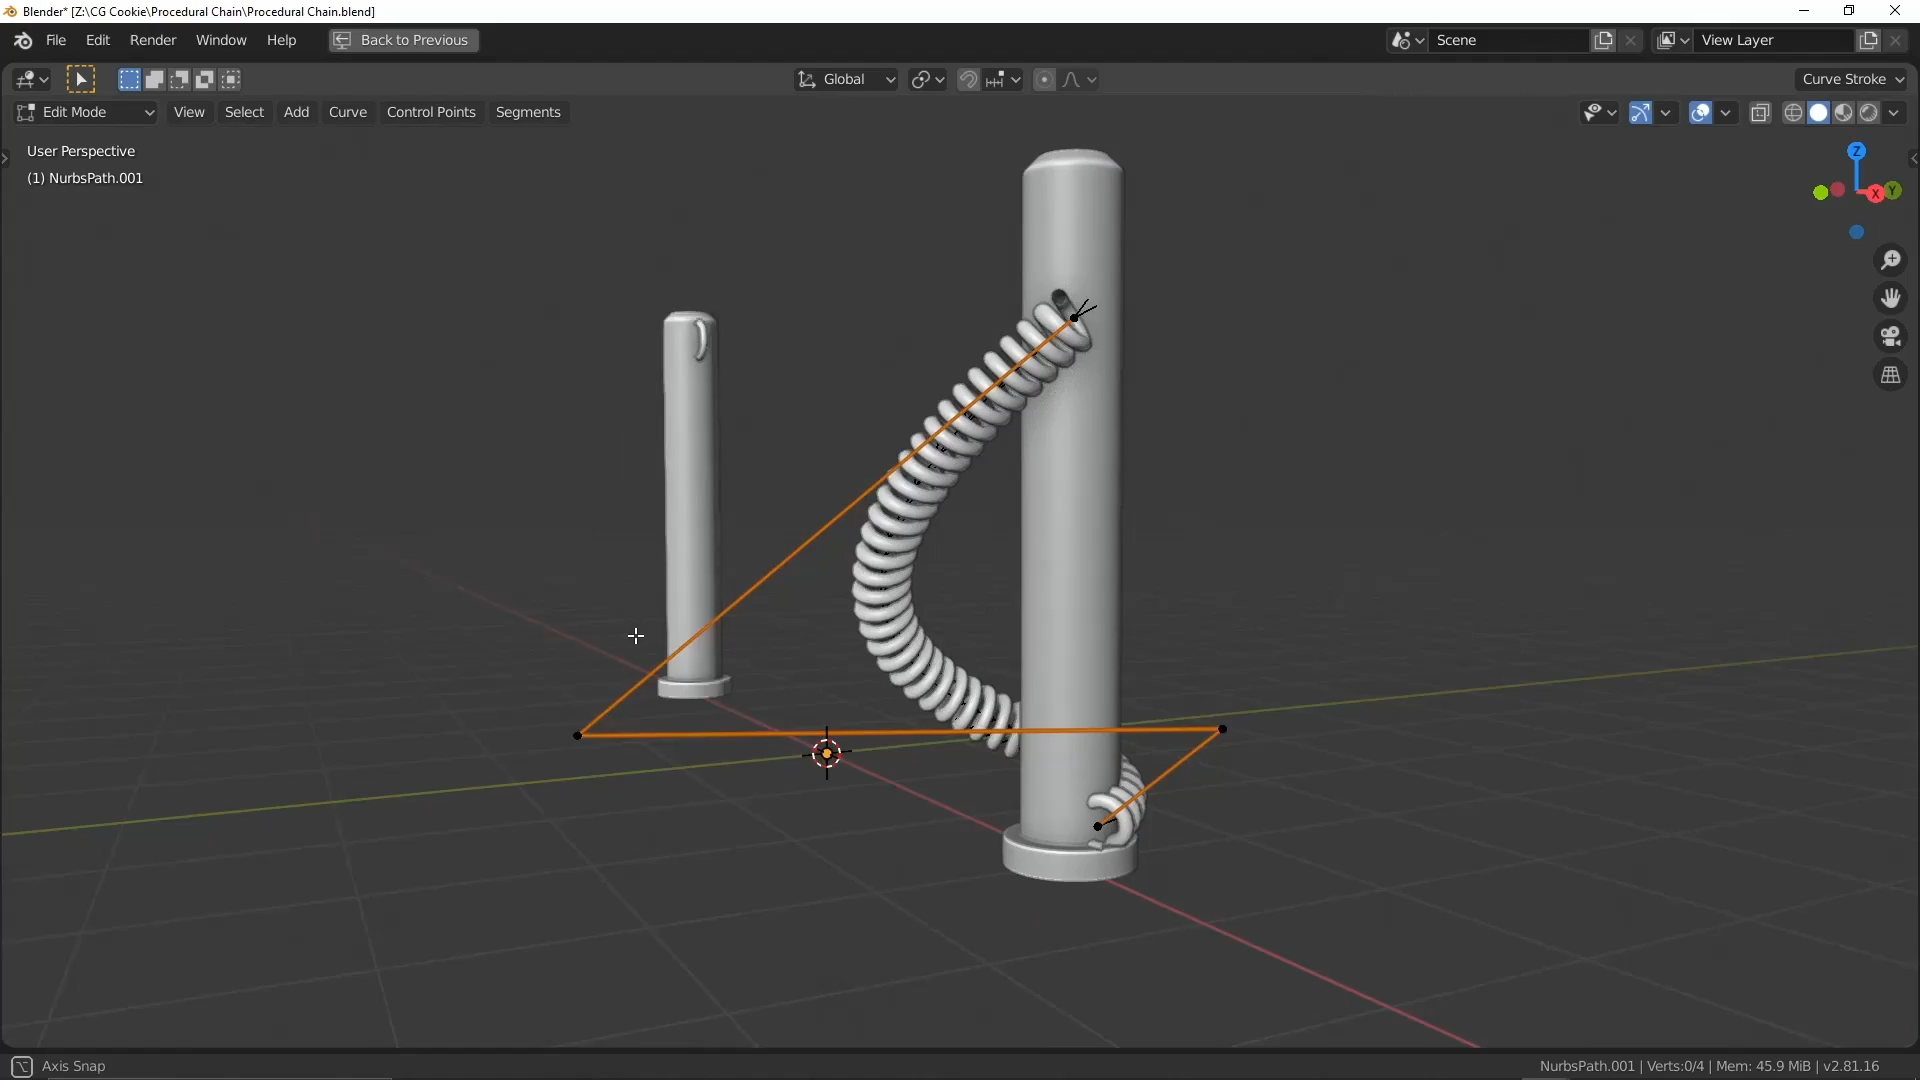 Blender* [Z:\CG Cookie\Procedural Chain\Procedural Chain.blend]
File Edit Render Window Help Back to Previous Scene View Layer
Global Curve Stroke
Edit Mode View Select Add Curve Control Points Segments
User Perspective
(1) NurbsPath.001
Z
X Y
Axis Snap NurbsPath.001 | Verts:0/4 | Mem: 45.9 MiB | v2.81.16